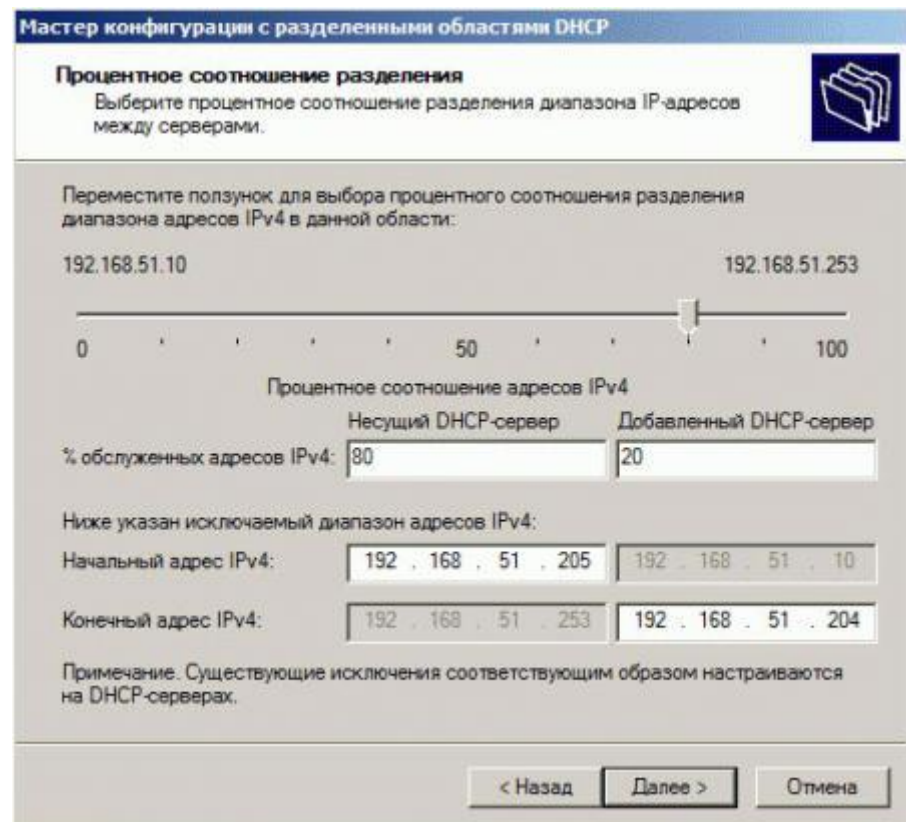 Мастер конфигурации с разделенными областями DHCP
Процентное соотношение разделения
Выберите процентное соотношение разделения диапазона IP-адресов
между серверами.
Переместите ползунок для выбора процентного соотношения разделения
диапазона адресов IPv4 в данной области:
192.168.51.10 192.168.51.253
0 50 100
Процентное соотношение адресов IPv4
Несущий DHCP-сервер Добавленный DHCP-сервер
% обслуженных адресов IPv4: 80 20
Ниже указан исключаемый диапазон адресов IPv4:
Начальный адрес IPv4: 192 . 168 . 51 . 205 192 . 168 . 51 . 10
Конечный адрес IPv4: 192 . 168 . 51 . 253 192 . 168 . 51 . 204
Примечание. Существующие исключения соответствующим образом настраиваются
на DHCP-серверах.
< Назад Далее > Отмена